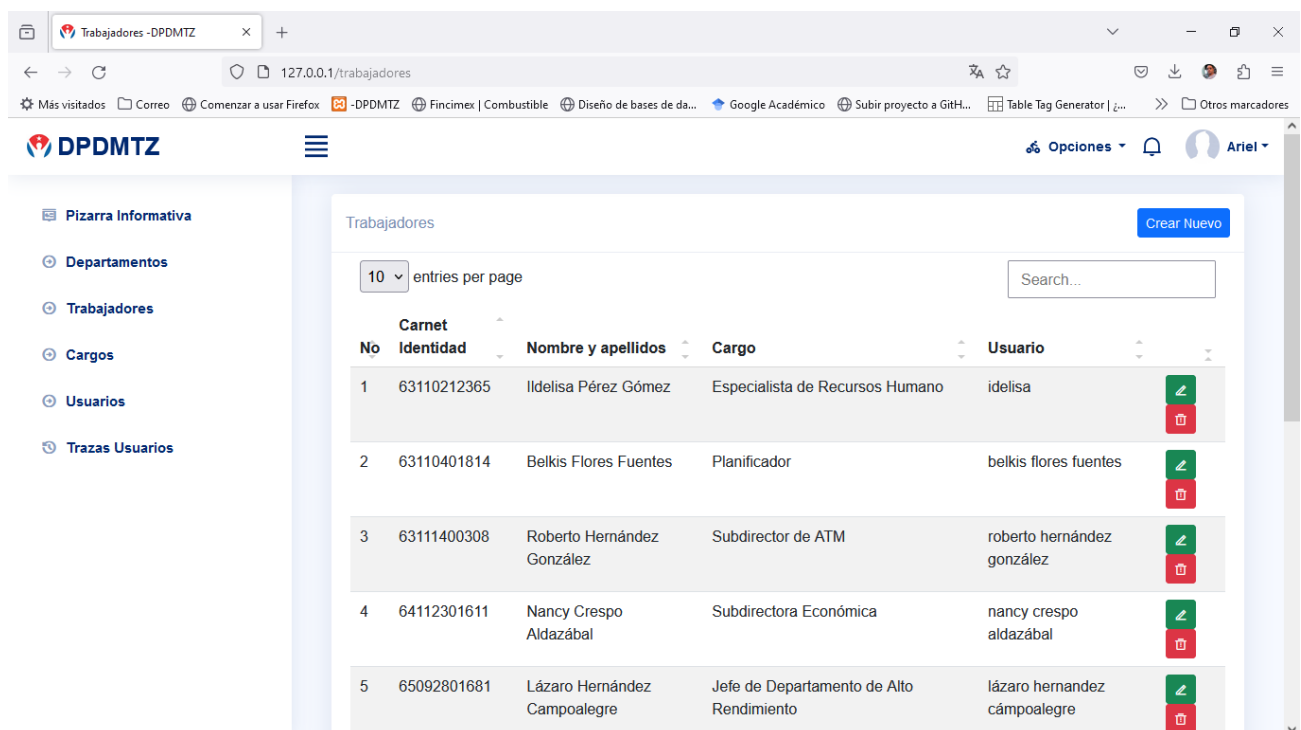 Trabajadores -DPDMTZ
127.0.0.1/trabajadores
Más visitados Correo Comenzar a usar Firefox -DPDMTZ Fincimex | Combustible Diseño de bases de da... Google Académico Subir proyecto a GitH... Table Tag Generator | ¿... Otros marcadores
DPDMTZ Opciones Ariel
Pizarra Informativa
Departamentos
Trabajadores
Cargos
Usuarios
Trazas Usuarios
Trabajadores Crear Nuevo
10 entries per page Search...
No Carnet Identidad Nombre y apellidos Cargo Usuario
1 63110212365 Ildelisa Pérez Gómez Especialista de Recursos Humano idelisa
2 63110401814 Belkis Flores Fuentes Planificador belkis flores fuentes
3 63111400308 Roberto Hernández González Subdirector de ATM roberto hernández gonzález
4 64112301611 Nancy Crespo Aldazábal Subdirectora Económica nancy crespo aldazábal
5 65092801681 Lázaro Hernández Campoalegre Jefe de Departamento de Alto Rendimiento lázaro hernandez cámpoalegre